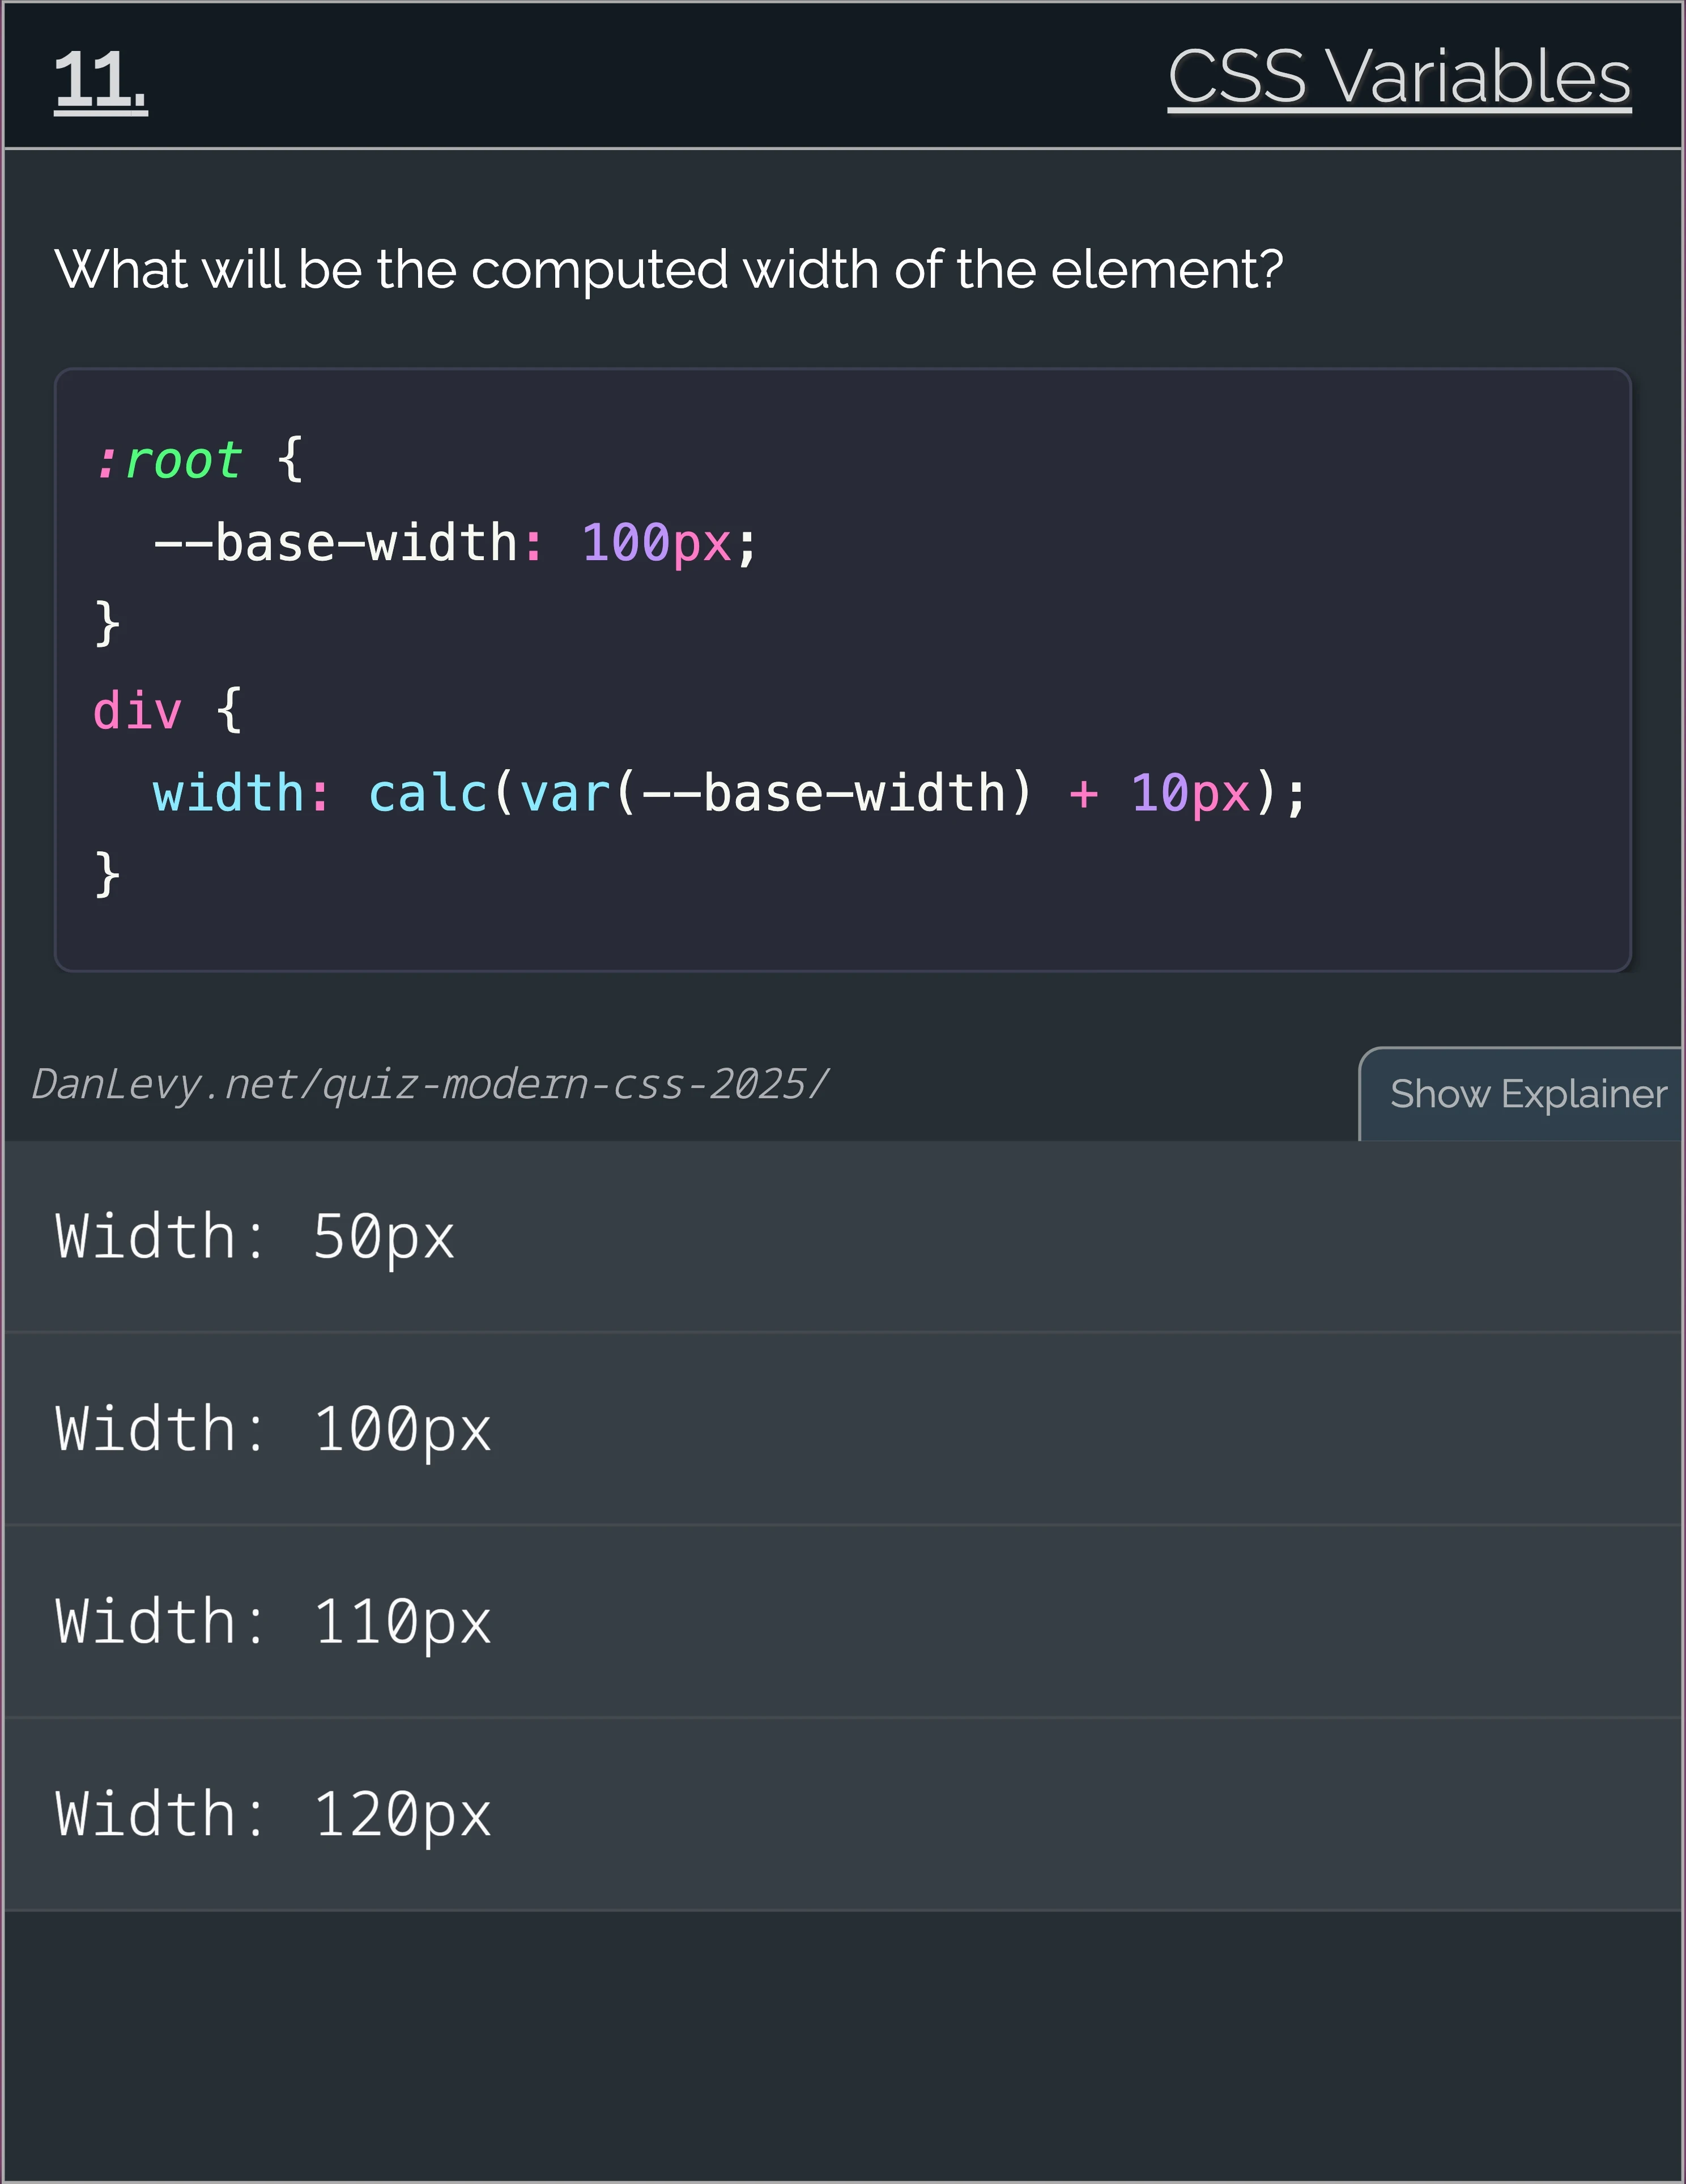 11.
CSS Variables
What will be the computed width of the element?
:root {
  --base-width: 100px;
}
div {
  width: calc(var(--base-width) + 10px);
}
DanLevy.net/quiz-modern-css-2025/
Show Explainer
Width: 50px
Width: 100px
Width: 110px
Width: 120px